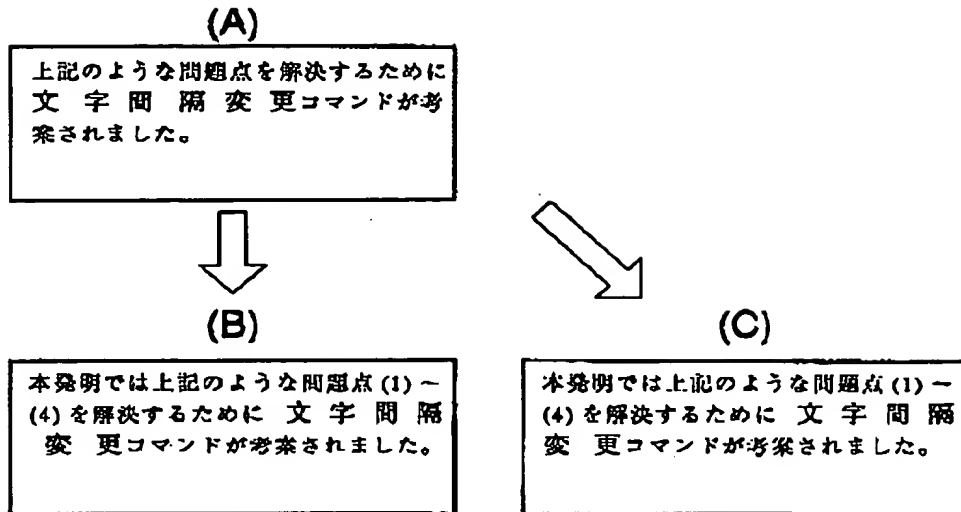 (A)
上記のような問題点を解決するために
文 字 間 隔 変 更コマンドが考
案されました。
(B)
本発明では上記のような問題点(1)~
(4)を解決するために 文 字 間 隔
変 更コマンドが考案されました。
(C)
本発明では上記のような問題点(1)~
(4)を解決するために 文 字 間 隔
変 更コマンドが考案されました。